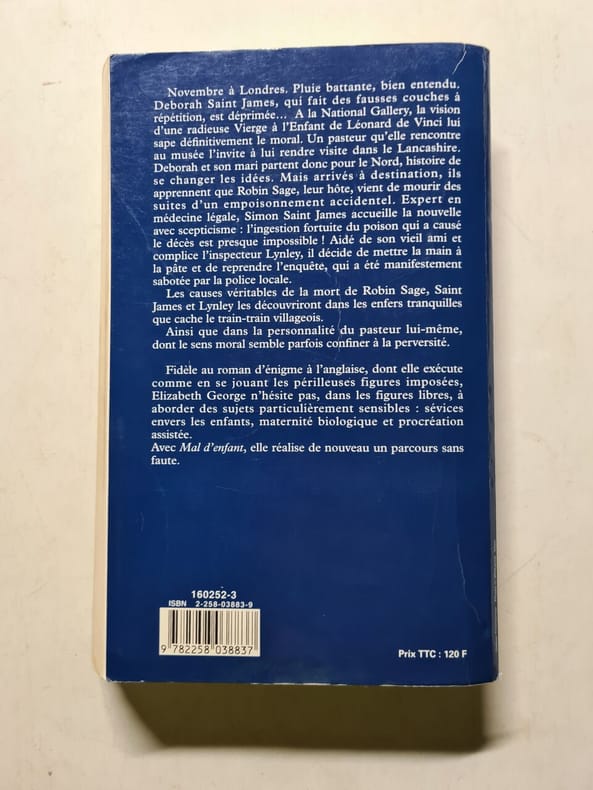 Novembre à Londres. Pluie battante, bien entendu.
Deborah Saint James, qui fait des fausses couches à
répétition, est déprimée... A la National Gallery, la vision
d'une radieuse Vierge à l'Enfant de Léonard de Vinci lui
sape définitivement le moral. Un pasteur qu'elle rencontre
au musée l'invite à lui rendre visite dans le Lancashire.
Deborah et son mari partent donc pour le Nord, histoire de
se changer les idées. Mais arrivés à destination, ils
apprennent que Robin Sage, leur hôte, vient de mourir des
suites d'un empoisonnement accidentel. Expert en
médecine légale, Simon Saint James accueille la nouvelle
avec scepticisme : l'ingestion fortuite du poison qui a causé
le décès est presque impossible ! Aidé de son vieil ami et
complice l'inspecteur Lynley, il décide de mettre la main à
la pâte et de reprendre l'enquête, qui a été manifestement
sabotée par la police locale.
Les causes véritables de la mort de Robin Sage, Saint
James et Lynley les découvriront dans les enfers tranquilles
que cache le train-train villageois.
Ainsi que dans la personnalité du pasteur lui-même,
dont le sens moral semble parfois confiner à la perversité.
Fidèle au roman d'énigme à l'anglaise, dont elle exécute
comme en se jouant les périlleuses figures imposées,
Elizabeth George n'hésite pas, dans les figures libres, à
aborder des sujets particulièrement sensibles : sévices
envers les enfants, maternité biologique et procréation
assistée.
Avec Mal d'enfant, elle réalise de nouveau un parcours sans
faute.
160252-3
ISBN 2-258-03883-9
9 782258 038837
Prix TTC : 120 F